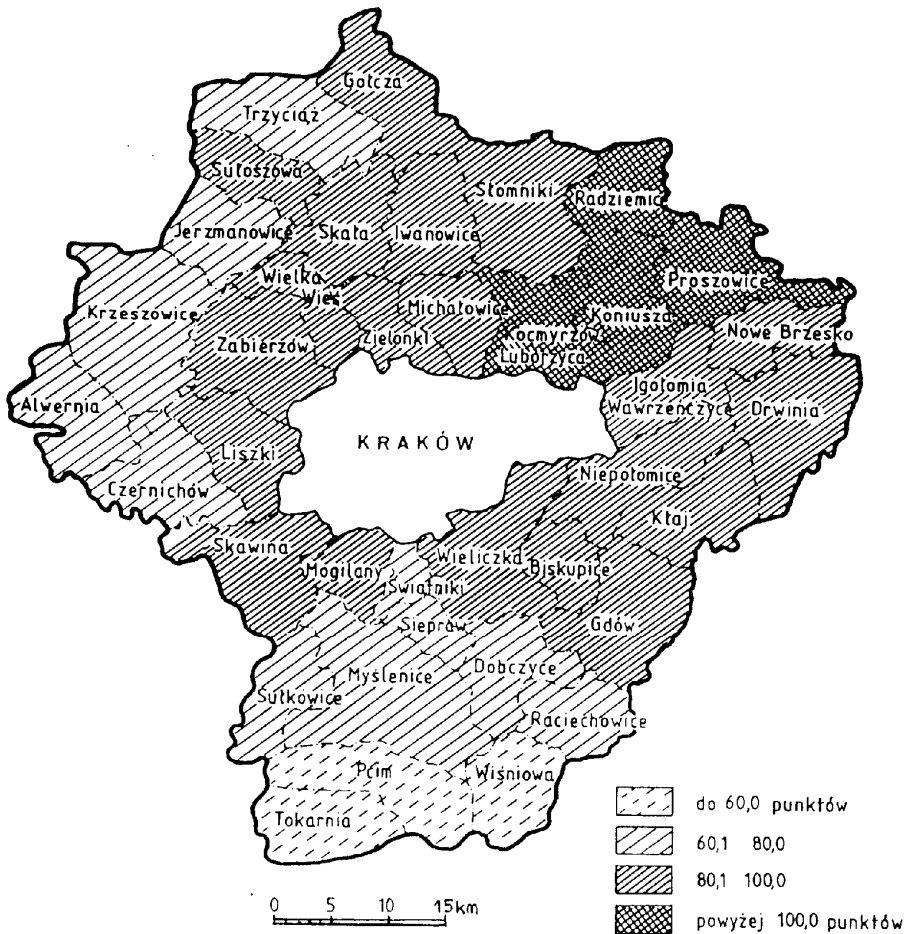 Gołcza
Trzyciąż
Sułoszowa
Słomniki
Radziemic
Jerzmanowice
Skała
Iwanowice
Wielka
Wieś
Proszowice
Krzeszowice
Michałowice
Koniusza
Zabierzów
Zielonki
Kocmyrzów
Luborzyca
Nowe Brzesko
Igołomia
Wawrzeńczyce
Drwinia
Alwernia
KRAKÓW
Liszki
Niepołomice
Czernichów
Kłaj
Skawina
Mogilany
Wieliczka
Biskupice
Świątniki
Siepraw
Gdów
Myślenice
Dobczyce
Sułkowice
Raciechowice
Pcim
Wiśniowa
Tokarnia
do 60,0 punktów
60,1 80,0
80,1 100,0
powyżej 100,0 punktów
0 5 10 15km